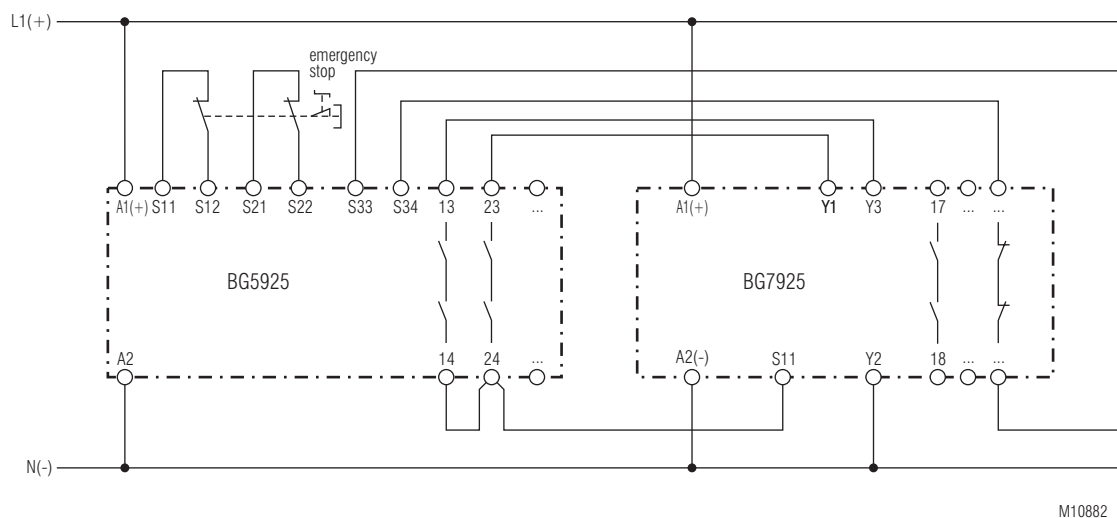 L1(+)
emergency
stop
A1(+) S11 S12 S21 S22 S33 S34 13 23 ...
A1(+) Y1 Y3 17 ... ...
BG5925
BG7925
A2 14 24 ...
A2(-) S11 Y2 18 ... ...
N(-)
M10882